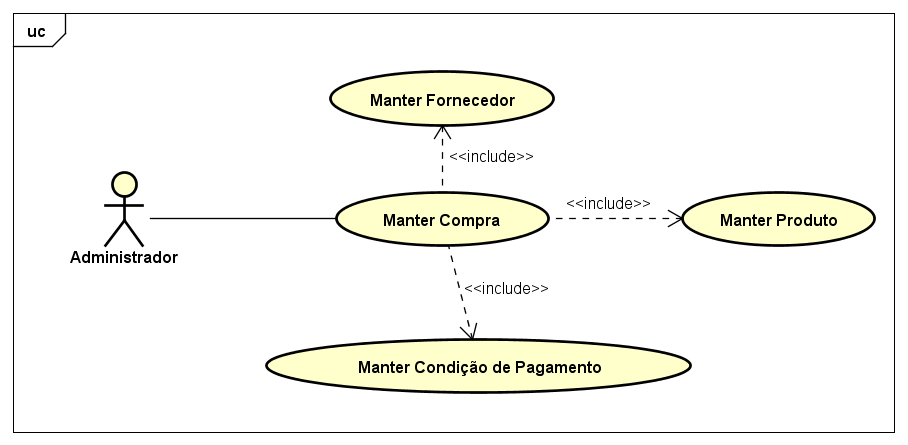 uc
Manter Fornecedor
<<include>>
Manter Compra
<<include>>
Manter Produto
Administrador
<<include>>
Manter Condição de Pagamento